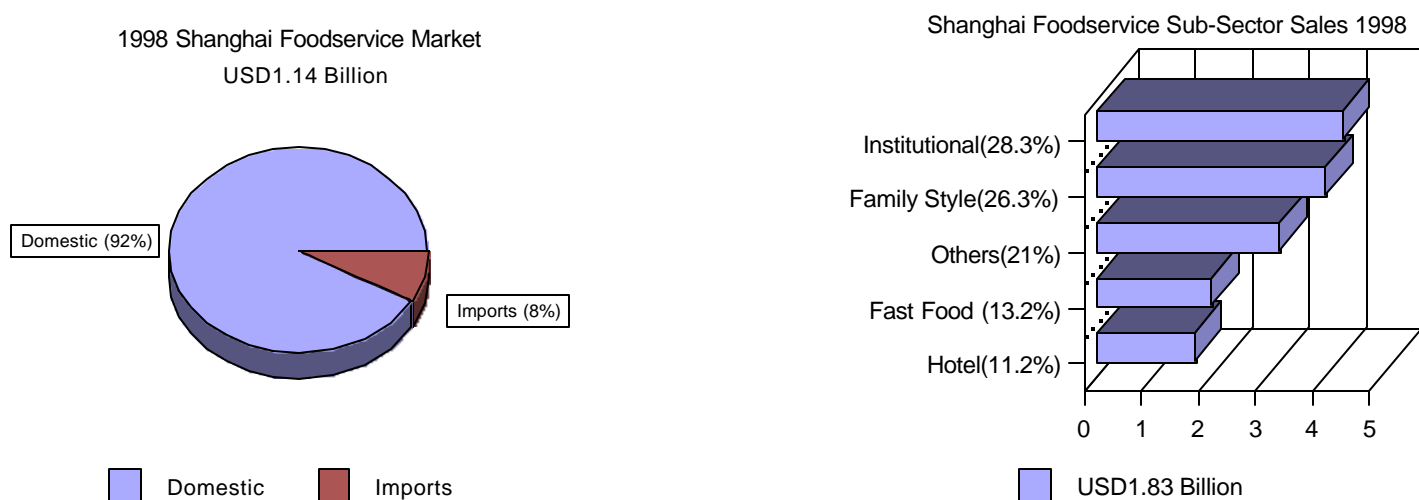 1998 Shanghai Foodservice Market
USD1.14 Billion
Domestic (92%)
Imports (8%)
Domestic
Imports
Shanghai Foodservice Sub-Sector Sales 1998
Institutional(28.3%)
Family Style(26.3%)
Others(21%)
Fast Food (13.2%)
Hotel(11.2%)
0 1 2 3 4 5
USD1.83 Billion